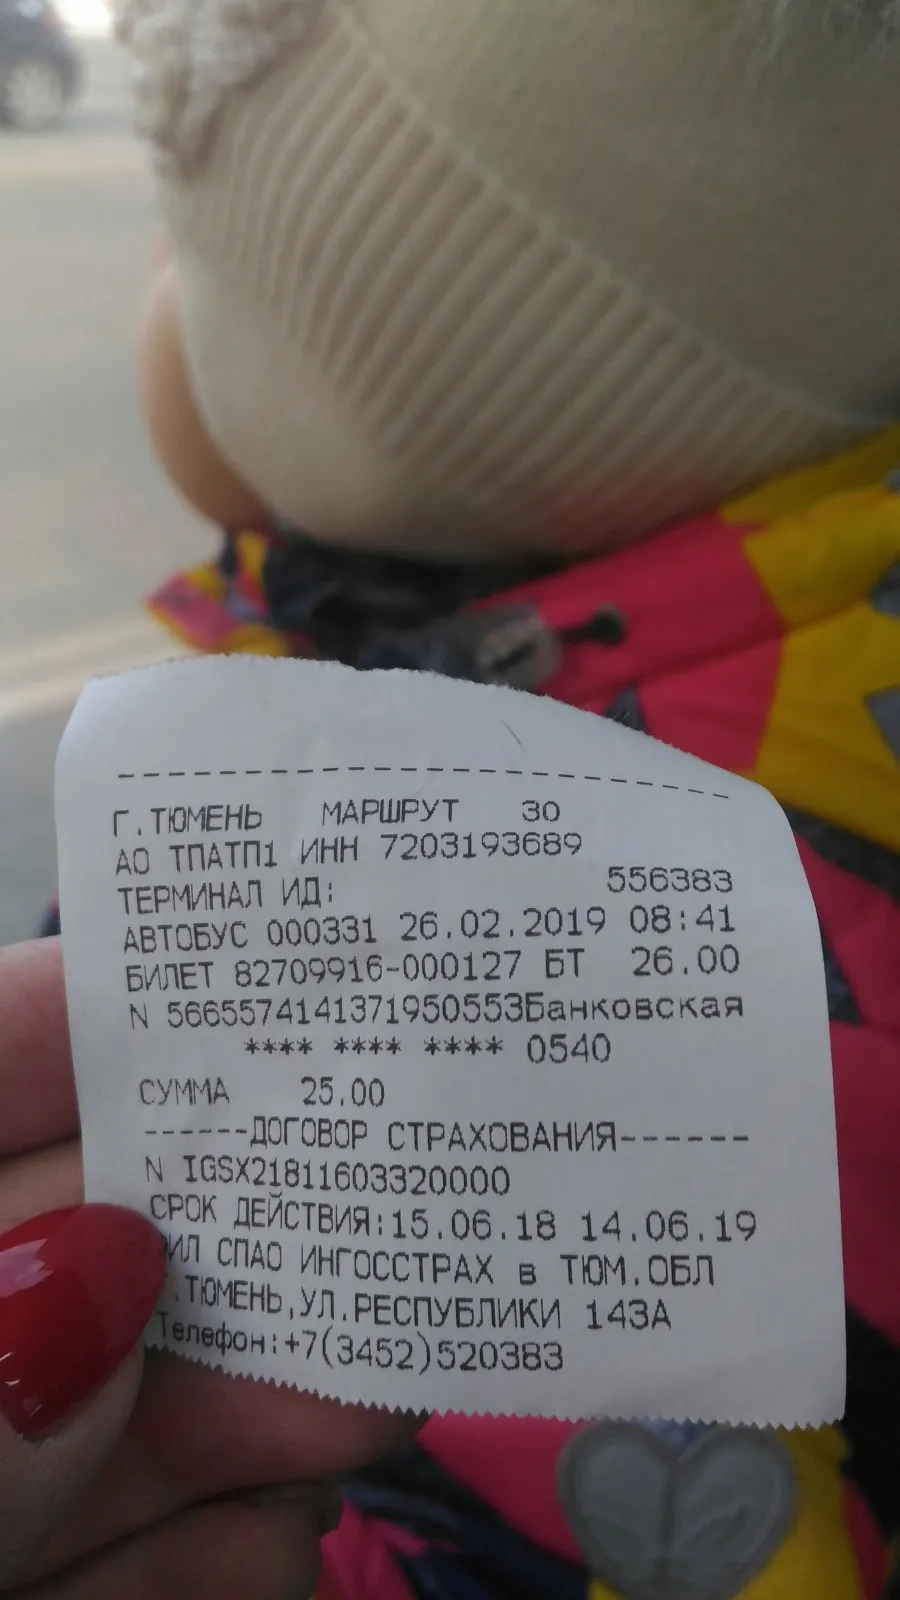 Г.ТЮМЕНЬ МАРШРУТ 30
АО ТПАТП1 ИНН 7203193689
ТЕРМИНАЛ ИД: 556383
АВТОБУС 000331 26.02.2019 08:41
БИЛЕТ 82709916-000127 БТ 26.00
N 5665574141371950553Банковская
**** **** **** 0540
СУММА 25.00
------ДОГОВОР СТРАХОВАНИЯ------
N IGSX21811603320000
СРОК ДЕЙСТВИЯ:15.06.18 14.06.19
ИЛ СПАО ИНГОССТРАХ в ТЮМ.ОБЛ
.ТЮМЕНЬ,УЛ.РЕСПУБЛИКИ 143А
Телефон:+7(3452)520383